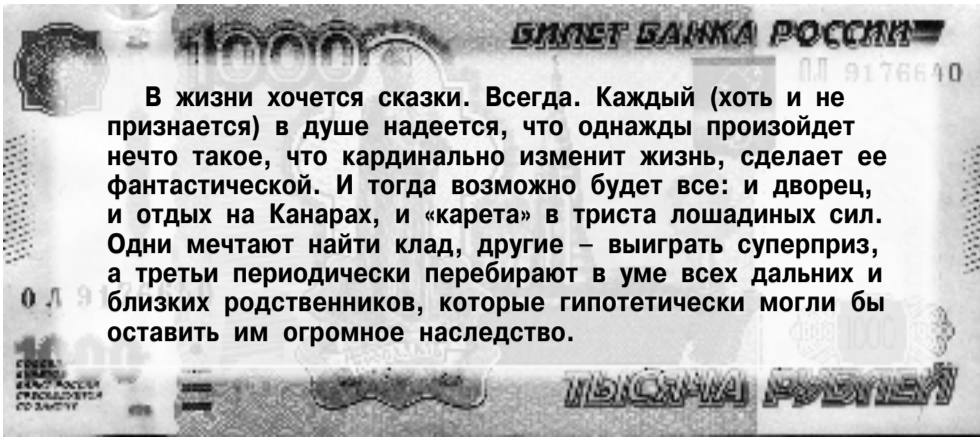 1000
БИЛЕТ БАНКА РОССИИ
ОЛ 9176640
В жизни хочется сказки. Всегда. Каждый (хоть и не
признается) в душе надеется, что однажды произойдет
нечто такое, что кардинально изменит жизнь, сделает ее
фантастической. И тогда возможно будет все: и дворец,
и отдых на Канарах, и «карета» в триста лошадиных сил.
Одни мечтают найти клад, другие – выиграть суперприз,
а третьи периодически перебирают в уме всех дальних и
близких родственников, которые гипотетически могли бы
оставить им огромное наследство.
ТЫСЯЧА РУБЛЕЙ